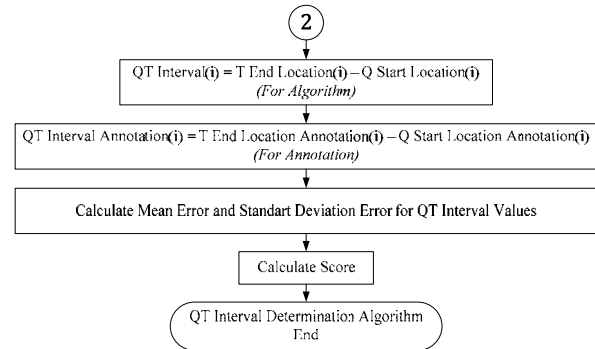 2
QT Interval(i) = T End Location(i) – Q Start Location(i)
(For Algorithm)
QT Interval Annotation(i) = T End Location Annotation(i) – Q Start Location Annotation(i)
(For Annotation)
Calculate Mean Error and Standart Deviation Error for QT Interval Values
Calculate Score
QT Interval Determination Algorithm
End